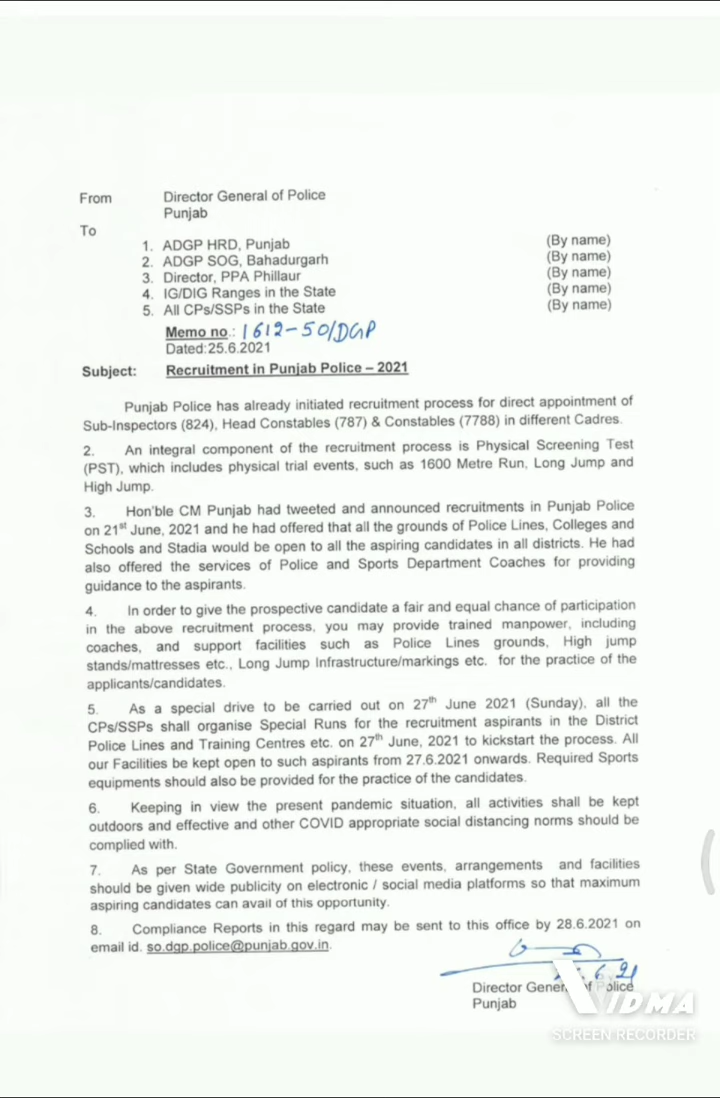 From Director General of Police
Punjab
To
1. ADGP HRD, Punjab (By name)
2. ADGP SOG, Bahadurgarh (By name)
3. Director, PPA Phillaur (By name)
4. IG/DIG Ranges in the State (By name)
5. All CPs/SSPs in the State (By name)
Memo no.: 1612-50/DGP
Dated:25.6.2021
Subject: Recruitment in Punjab Police – 2021
Punjab Police has already initiated recruitment process for direct appointment of
Sub-Inspectors (824), Head Constables (787) & Constables (7788) in different Cadres.
2. An integral component of the recruitment process is Physical Screening Test
(PST), which includes physical trial events, such as 1600 Metre Run, Long Jump and
High Jump.
3. Hon'ble CM Punjab had tweeted and announced recruitments in Punjab Police
on 21st June, 2021 and he had offered that all the grounds of Police Lines, Colleges and
Schools and Stadia would be open to all the aspiring candidates in all districts. He had
also offered the services of Police and Sports Department Coaches for providing
guidance to the aspirants.
4. In order to give the prospective candidate a fair and equal chance of participation
in the above recruitment process, you may provide trained manpower, including
coaches, and support facilities such as Police Lines grounds, High jump
stands/mattresses etc., Long Jump Infrastructure/markings etc. for the practice of the
applicants/candidates.
5. As a special drive to be carried out on 27th June 2021 (Sunday), all the
CPs/SSPs shall organise Special Runs for the recruitment aspirants in the District
Police Lines and Training Centres etc. on 27th June, 2021 to kickstart the process. All
our Facilities be kept open to such aspirants from 27.6.2021 onwards. Required Sports
equipments should also be provided for the practice of the candidates.
6. Keeping in view the present pandemic situation, all activities shall be kept
outdoors and effective and other COVID appropriate social distancing norms should be
complied with.
7. As per State Government policy, these events, arrangements and facilities
should be given wide publicity on electronic / social media platforms so that maximum
aspiring candidates can avail of this opportunity.
8. Compliance Reports in this regard may be sent to this office by 28.6.2021 on
email id. so.dgp.police@punjab.gov.in.
6 21
Director General of Police
Punjab
VIDMA
SCREEN RECORDER